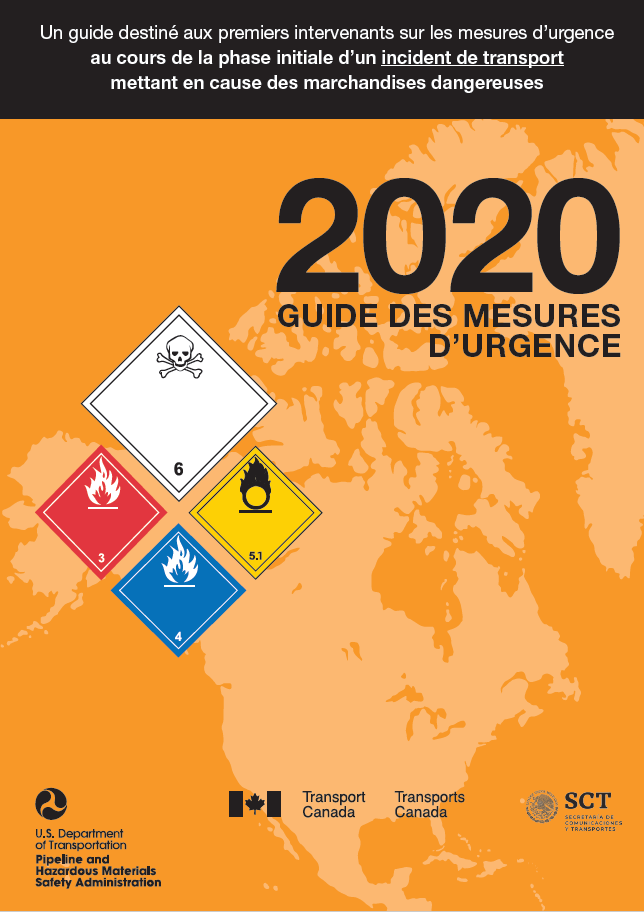 Un guide destiné aux premiers intervenants sur les mesures d’urgence
au cours de la phase initiale d’un incident de transport
mettant en cause des marchandises dangereuses
2020
GUIDE DES MESURES
D’URGENCE
6
3
5.1
4
U.S. Department
of Transportation
Pipeline and
Hazardous Materials
Safety Administration
Transport
Canada
Transports
Canada
SCT
SECRETARÍA DE
COMUNICACIONES
Y TRANSPORTES